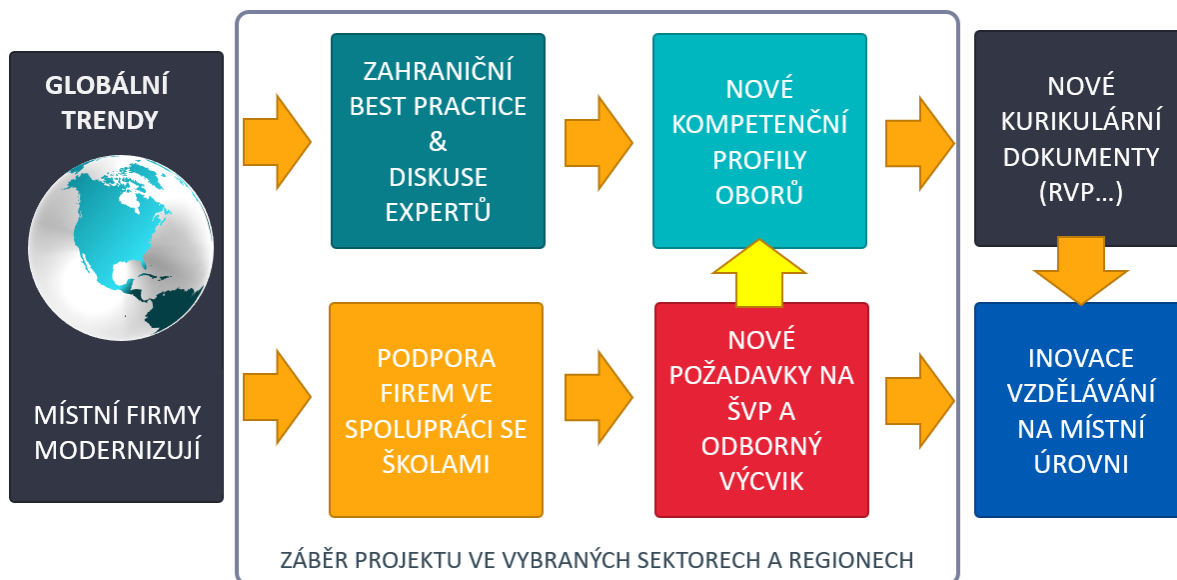 GLOBÁLNÍ
TRENDY
MÍSTNÍ FIRMY
MODERNIZUJÍ
ZAHRANIČNÍ
BEST PRACTICE
&
DISKUSE
EXPERTŮ
NOVÉ
KOMPETENČNÍ
PROFILY
OBORŮ
NOVÉ
KURIKULÁRNÍ
DOKUMENTY
(RVP...)
PODPORA
FIREM VE
SPOLUPRÁCI SE
ŠKOLAMI
NOVÉ
POŽADAVKY NA
ŠVP A
ODBORNÝ
VÝCVIK
INOVACE
VZDĚLÁVÁNÍ
NA MÍSTNÍ
ÚROVNI
ZÁBĚR PROJEKTU VE VYBRANÝCH SEKTORECH A REGIONECH